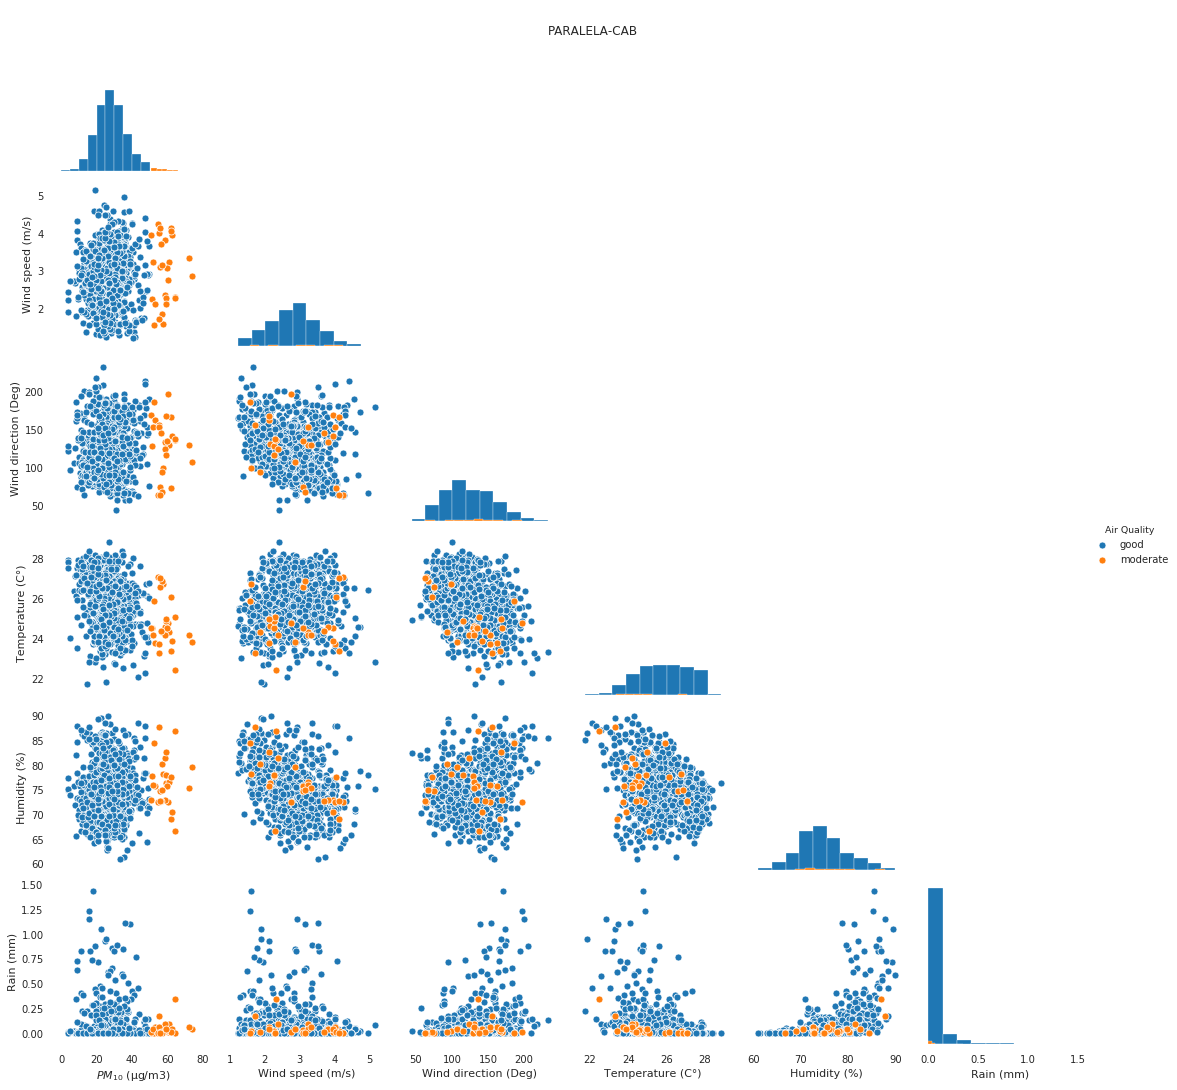 PARALELA-CAB
Wind speed (m/s)
5
4
3
2
Wind direction (Deg)
200
150
100
50
Air Quality
good
moderate
Temperature (C°)
28
26
24
22
Humidity (%)
90
85
80
75
70
65
60
Rain (mm)
1.50
1.25
1.00
0.75
0.50
0.25
0.00
0 20 40 60 80
1 2 3 4 5
50 100 150 200
22 24 26 28
60 70 80 90
0.0 0.5 1.0 1.5
PM₁₀ (µg/m3)
Wind speed (m/s)
Wind direction (Deg)
Temperature (C°)
Humidity (%)
Rain (mm)